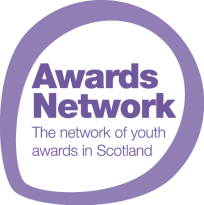 Awards
Network
The network of youth
awards in Scotland